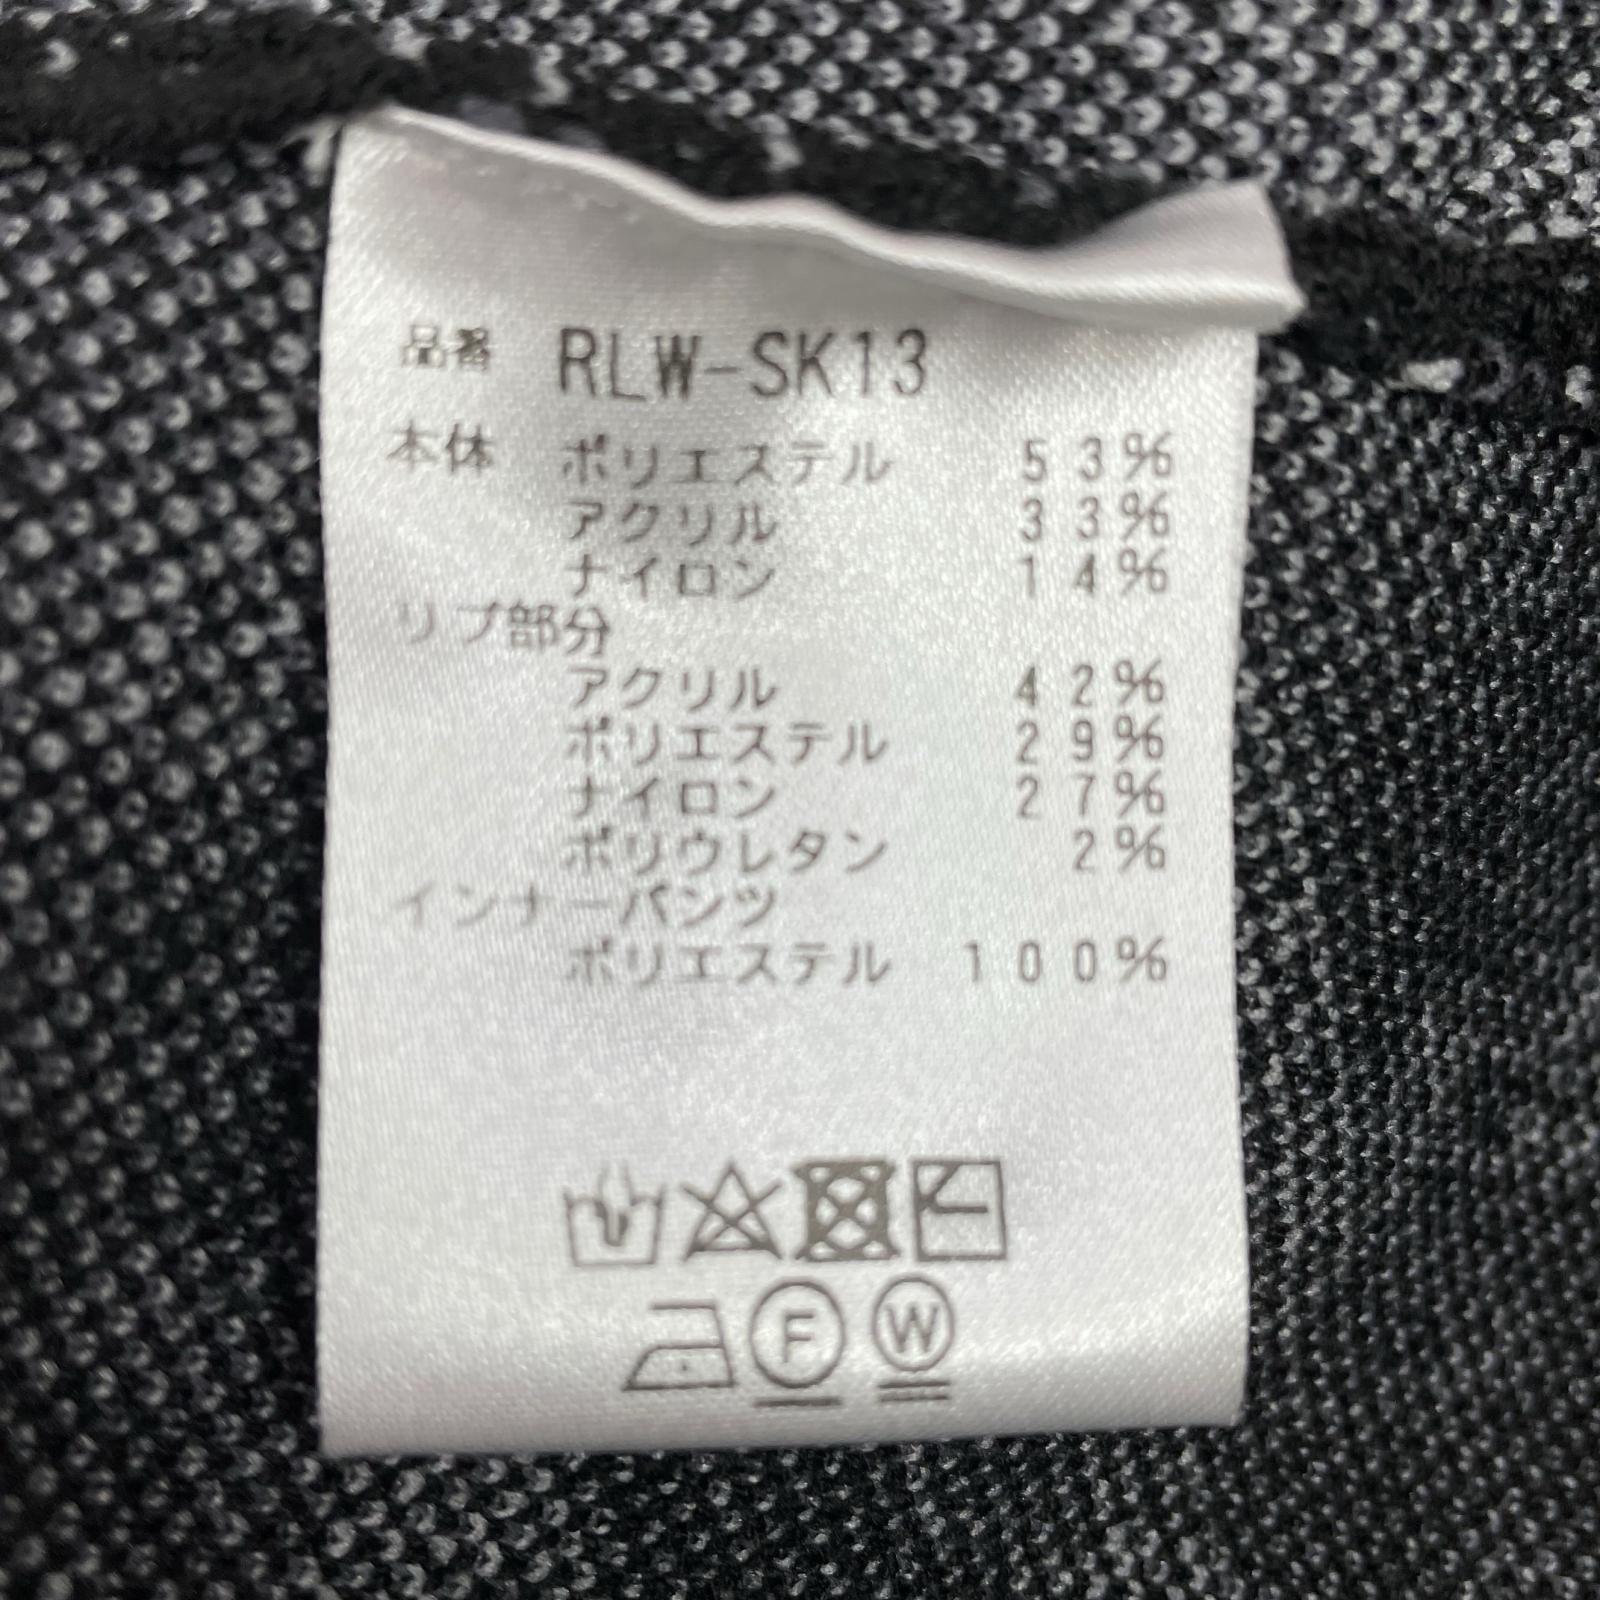 品番 RLW-SK13
本体 ポリエステル 53%
アクリル 33%
ナイロン 14%
リブ部分
アクリル 42%
ポリエステル 29%
ナイロン 27%
ポリウレタン 2%
インナーパンツ
ポリエステル 100%
F W